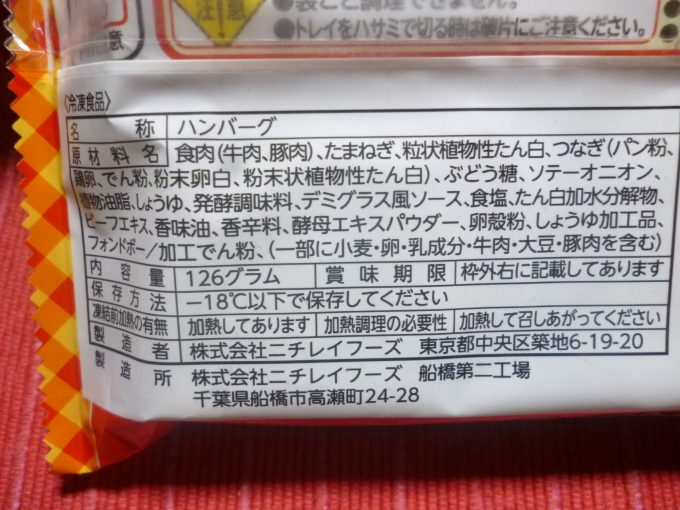 注意
●袋ごと調理できません。
●トレイをハサミで切る時は破片にご注意ください。
〈冷凍食品〉
名 称 ハンバーグ
原材料名 食肉(牛肉、豚肉)、たまねぎ、粒状植物性たん白、つなぎ(パン粉、
鶏卵、でん粉、粉末卵白、粉末状植物性たん白)、ぶどう糖、ソテーオニオン、
植物油脂、しょうゆ、発酵調味料、デミグラス風ソース、食塩、たん白加水分解物、
ビーフエキス、香味油、香辛料、酵母エキスパウダー、卵殻粉、しょうゆ加工品、
フォンドボー/加工でん粉、(一部に小麦・卵・乳成分・牛肉・大豆・豚肉を含む)
内容量 126グラム 賞味期限 枠外右に記載してあります
保存方法 −18℃以下で保存してください
凍結前加熱の有無 加熱してあります 加熱調理の必要性 加熱して召しあがってください
製造者 株式会社ニチレイフーズ 東京都中央区築地6-19-20
製造所 株式会社ニチレイフーズ 船橋第二工場
千葉県船橋市高瀬町24-28